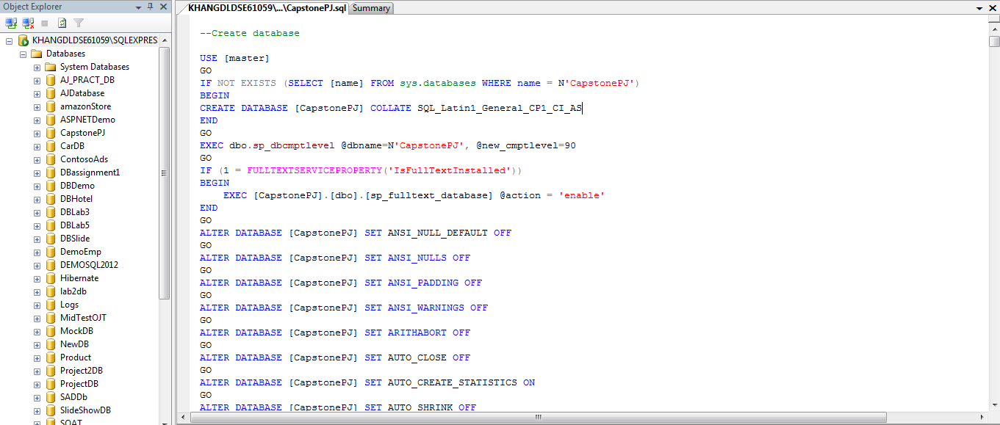 Object Explorer
KHANGDLDSE61059\SQLEXPRES
Databases
System Databases
AJ_PRACT_DB
AJDatabase
amazonStore
ASPNETDemo
CapstonePJ
CarDB
ContosoAds
DBassignment1
DBDemo
DBHotel
DBLab3
DBLab5
DBSlide
DemoEmp
DEMOSQL2012
Hibernate
lab2db
Logs
MidTestOJT
MockDB
NewDB
Product
Project2DB
ProjectDB
SADDb
SlideShowDB
SQAT
KHANGDLDSE61059\...\CapstonePJ.sql Summary
--Create database
USE [master]
GO
IF NOT EXISTS (SELECT [name] FROM sys.databases WHERE name = N'CapstonePJ')
BEGIN
CREATE DATABASE [CapstonePJ] COLLATE SQL_Latin1_General_CP1_CI_AS
END
GO
EXEC dbo.sp_dbcmptlevel @dbname=N'CapstonePJ', @new_cmptlevel=90
GO
IF (1 = FULLTEXTSERVICEPROPERTY('IsFullTextInstalled'))
BEGIN
EXEC [CapstonePJ].[dbo].[sp_fulltext_database] @action = 'enable'
END
GO
ALTER DATABASE [CapstonePJ] SET ANSI_NULL_DEFAULT OFF
GO
ALTER DATABASE [CapstonePJ] SET ANSI_NULLS OFF
GO
ALTER DATABASE [CapstonePJ] SET ANSI_PADDING OFF
GO
ALTER DATABASE [CapstonePJ] SET ANSI_WARNINGS OFF
GO
ALTER DATABASE [CapstonePJ] SET ARITHABORT OFF
GO
ALTER DATABASE [CapstonePJ] SET AUTO_CLOSE OFF
GO
ALTER DATABASE [CapstonePJ] SET AUTO_CREATE_STATISTICS ON
GO
ALTER DATABASE [CapstonePJ] SET AUTO_SHRINK OFF